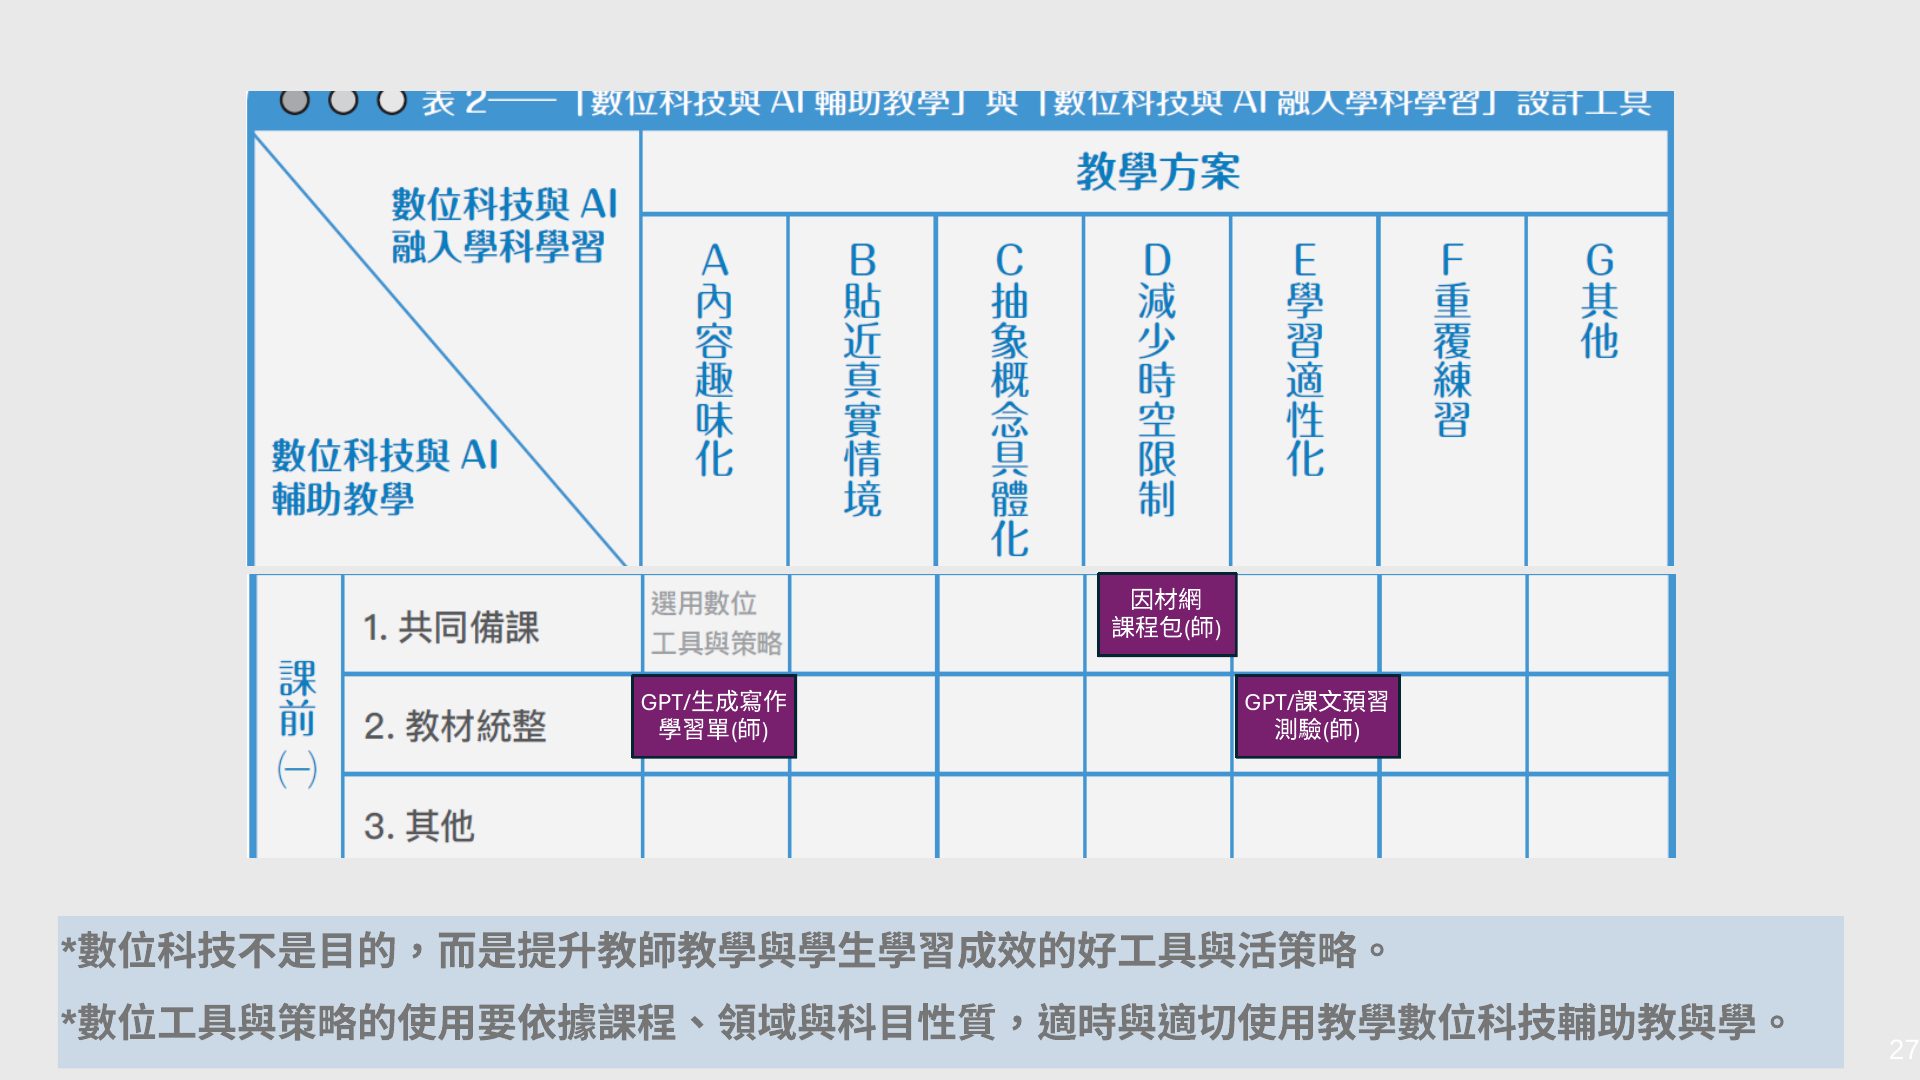 表 2——「數位科技與 AI 輔助教學」與「數位科技與 AI 融入學科學習」設計工具
數位科技與 AI
融入學科學習
數位科技與 AI
輔助教學
教學方案
A內容趣味化
B貼近真實情境
C抽象概念具體化
D減少時空限制
E學習適性化
F重覆練習
G其他
課前㈠
1. 共同備課
選用數位
工具與策略
因材網
課程包(師)
2. 教材統整
GPT/生成寫作
學習單(師)
GPT/課文預習
測驗(師)
3. 其他
*數位科技不是目的，而是提升教師教學與學生學習成效的好工具與活策略。
*數位工具與策略的使用要依據課程、領域與科目性質，適時與適切使用教學數位科技輔助教與學。
27